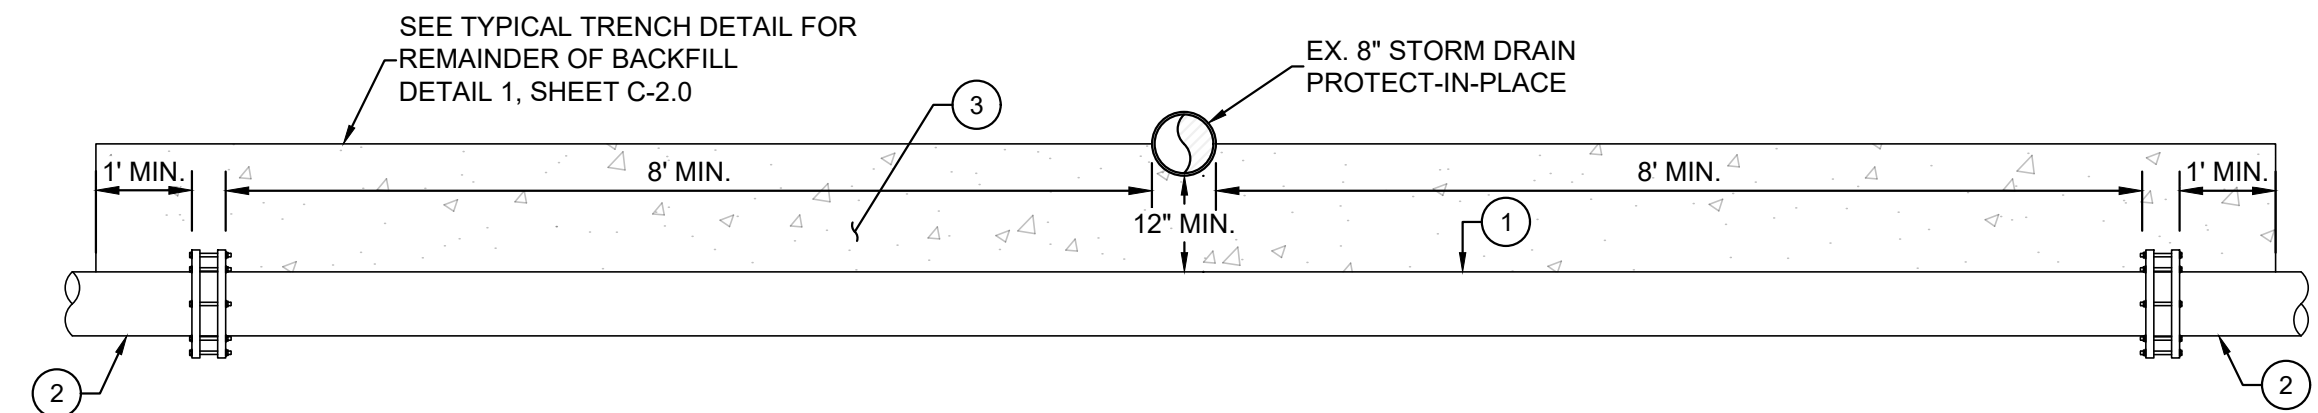 SEE TYPICAL TRENCH DETAIL FOR
REMAINDER OF BACKFILL
DETAIL 1, SHEET C-2.0
EX. 8" STORM DRAIN
PROTECT-IN-PLACE
3
1' MIN.
8' MIN.
8' MIN.
1' MIN.
12" MIN.
1
2
2